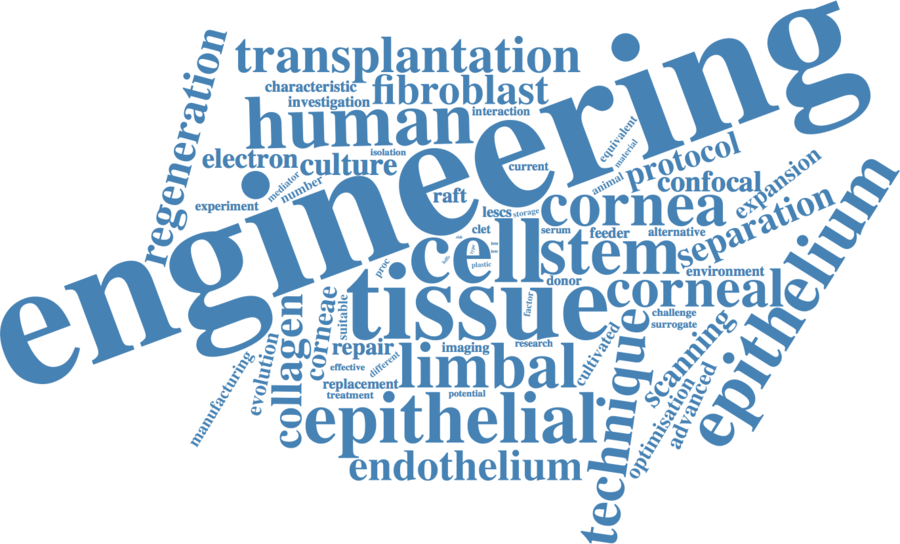 transplantation
regeneration
characteristic
fibroblast
investigation
interaction
human
engineering
equivalent
material
protocol
electron
culture
isolation
current
confocal
expansion
mediator
number
animal
experiment
raft
lescs
storage
cornea
separation
clet
serum
feeder
alternative
cell
stem
epithelium
plastic
environment
proc
donor
tissue
corneal
factor
suitable
corneae
collagen
challenge
surrogate
technique
scanning
evolution
manufacturing
repair
imaging
research
cultivated
different
effective
limbal
replacement
treatment
potential
optimisation
advanced
epithelial
endothelium